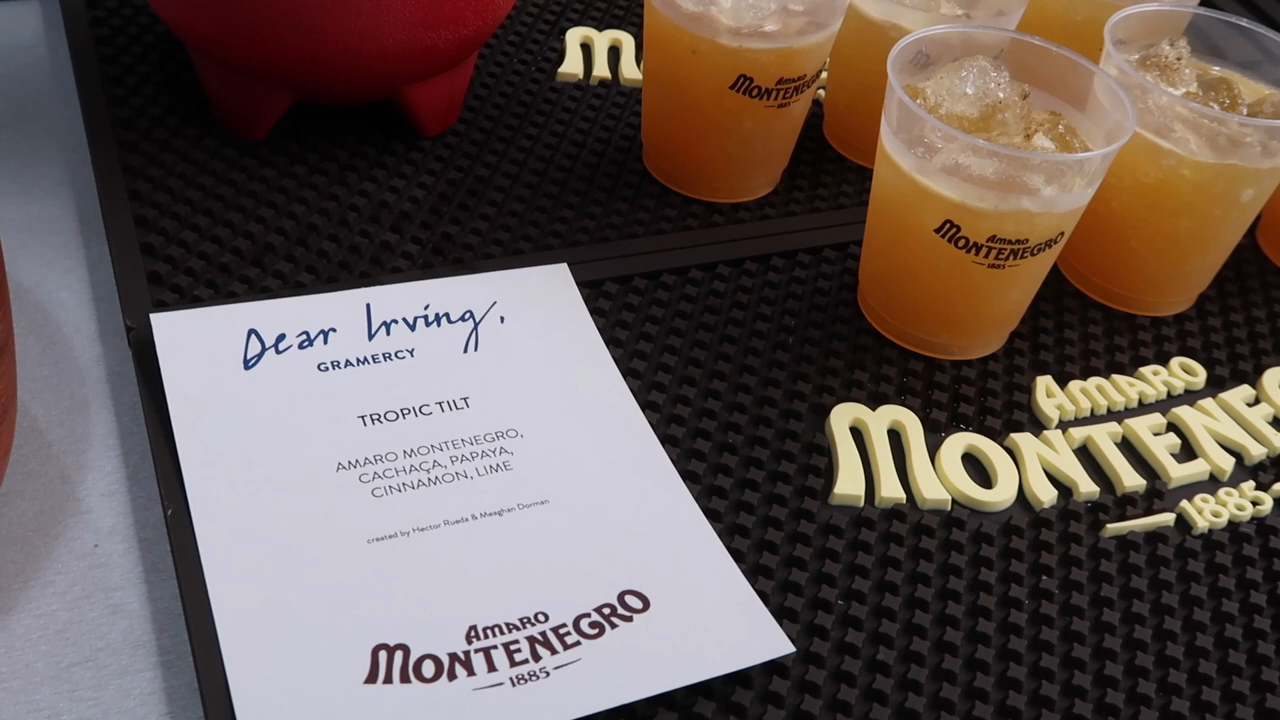 AMARO
MONTENEGRO
1885
AMARO
MONTENEGRO
1885
Dear Irving,
GRAMERCY
TROPIC TILT
AMARO MONTENEGRO,
CACHAÇA, PAPAYA,
CINNAMON, LIME
created by Hector Rueda & Meaghan Dorman
AMARO
MONTENEGRO
1885
AMARO
MONTENEG
1885